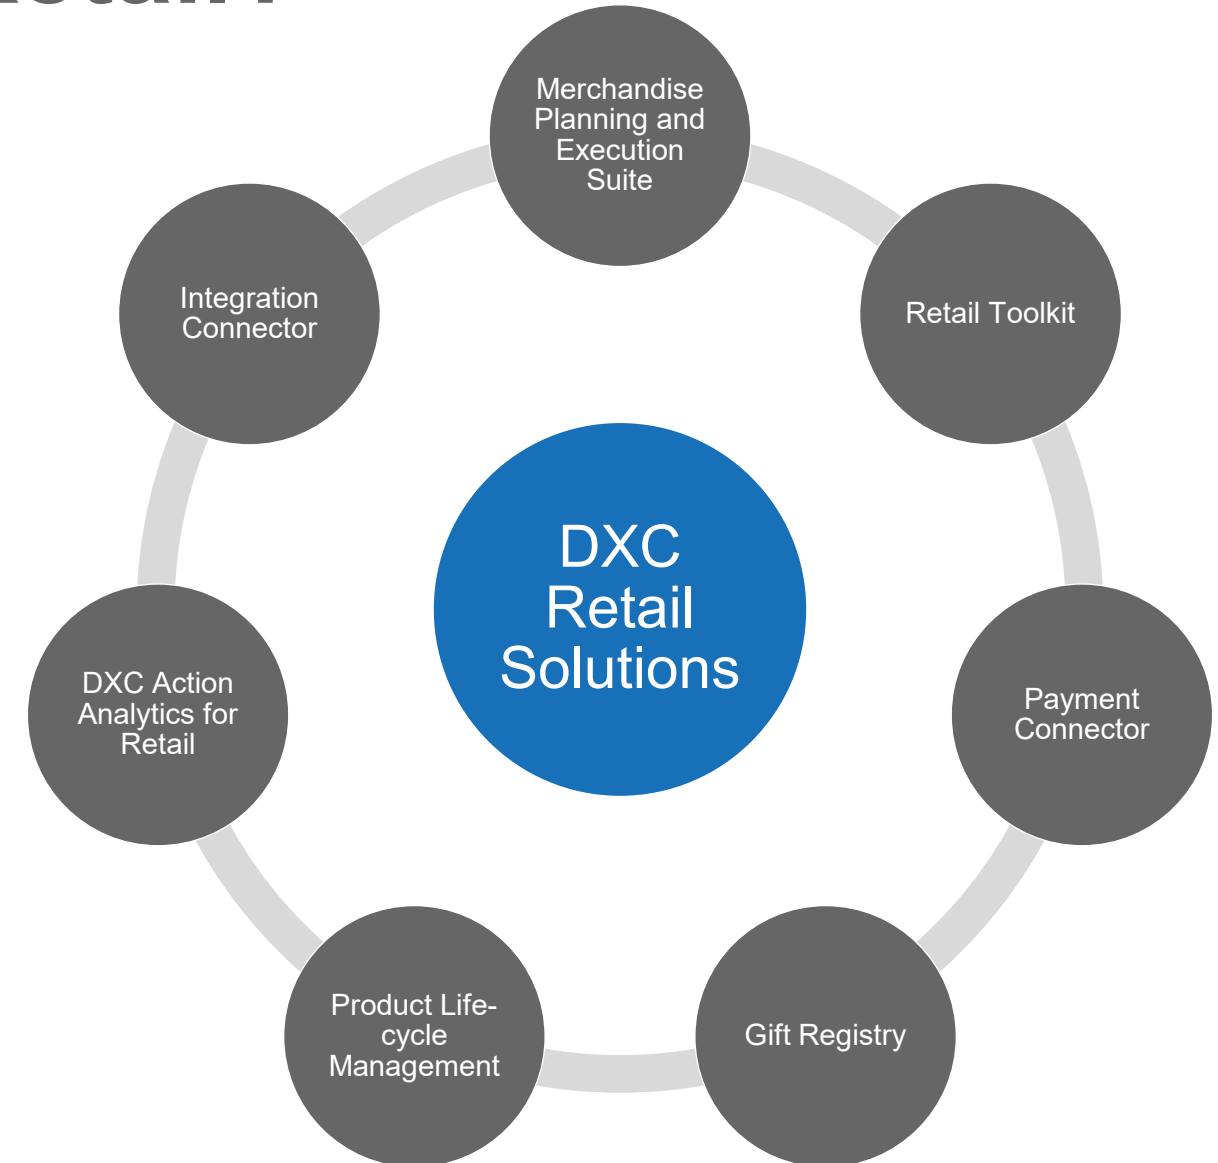 Merchandise
Planning and
Execution
Suite
Retail Toolkit
Payment
Connector
Gift Registry
Product Life-
cycle
Management
DXC Action
Analytics for
Retail
Integration
Connector
DXC
Retail
Solutions